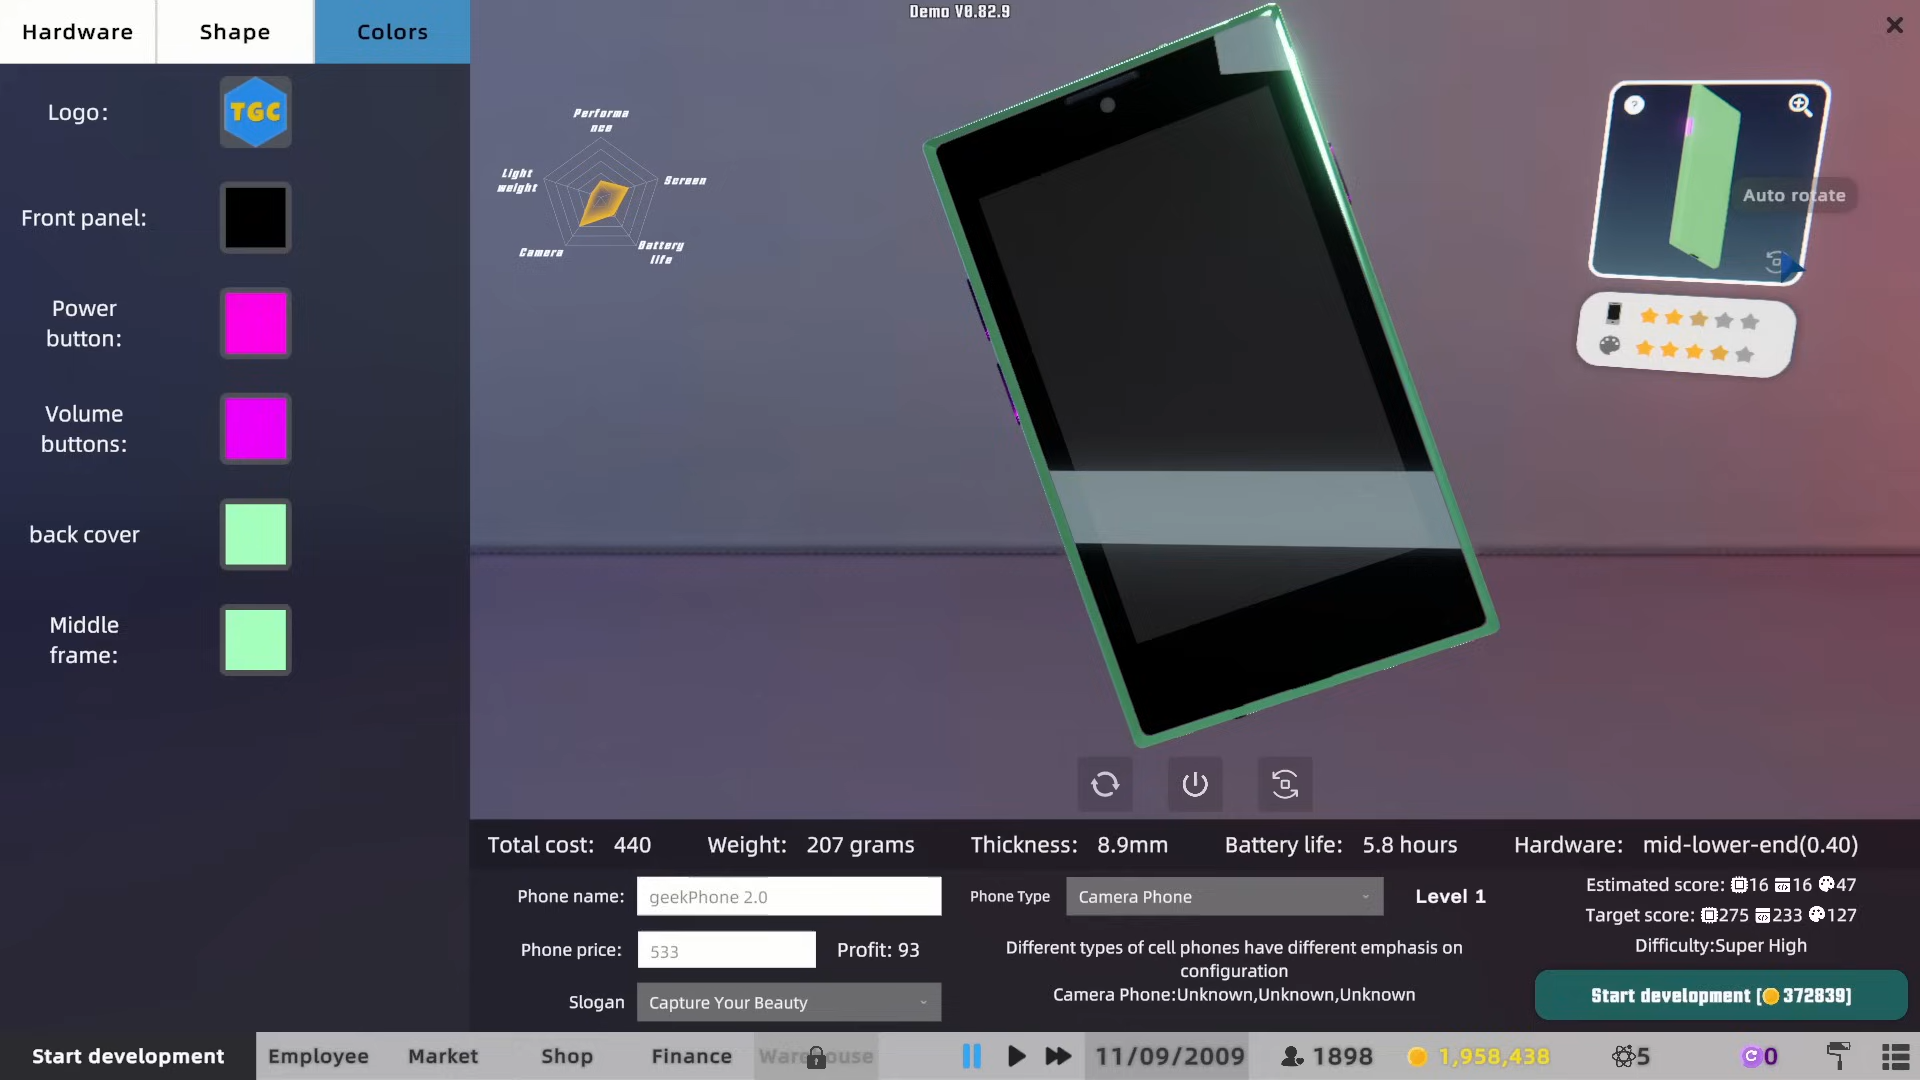 Demo V0.82.9
Hardware
Shape
Colors
Logo:
TGC
Front panel:
Power
button:
Volume
buttons:
back cover
Middle
frame:
Performa
nce
Light
weight
Screen
Camera
Battery
life
?
Auto rotate
Total cost: 440
Weight: 207 grams
Thickness: 8.9mm
Battery life: 5.8 hours
Hardware: mid-lower-end(0.40)
Phone name: geekPhone 2.0
Phone price: 533
Profit: 93
Slogan Capture Your Beauty
Phone Type Camera Phone
Level 1
Different types of cell phones have different emphasis on
configuration
Camera Phone:Unknown,Unknown,Unknown
Estimated score: 16 16 47
Target score: 275 233 127
Difficulty:Super High
Start development [372839]
Start development
Employee
Market
Shop
Finance
Warehouse
11/09/2009
1898
1,958,438
5
0